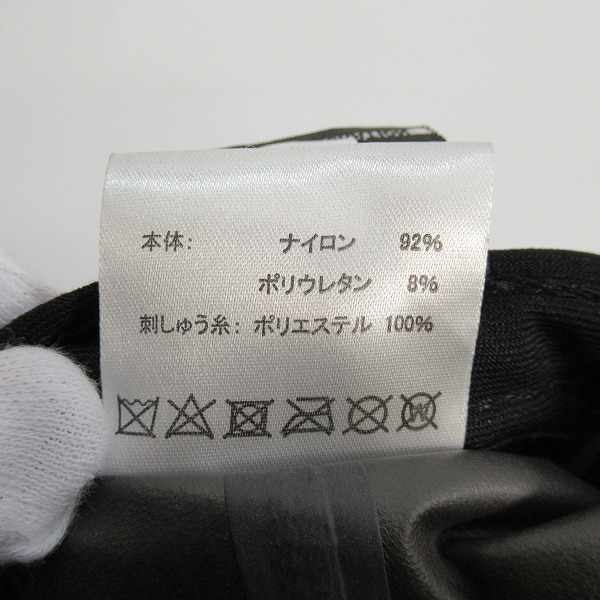 本体: ナイロン 92%
ポリウレタン 8%
刺しゅう糸: ポリエステル 100%